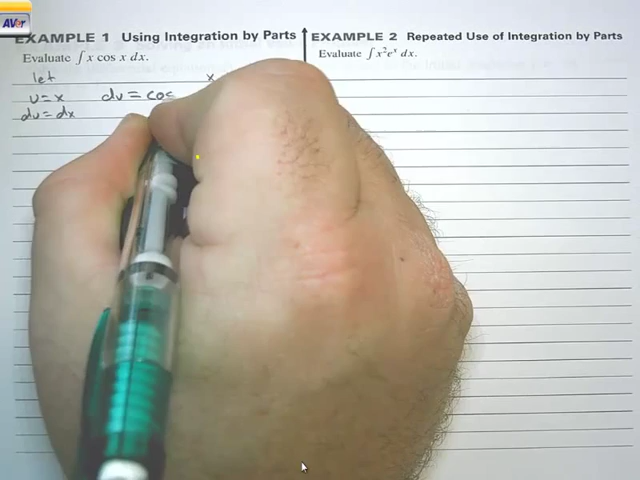 AVer
EXAMPLE 1 Using Integration by Parts
Evaluate ∫ x cos x dx.
let
x
u = x dv = cos
du = dx
EXAMPLE 2 Repeated Use of Integration by Parts
Evaluate ∫ x²eˣ dx.